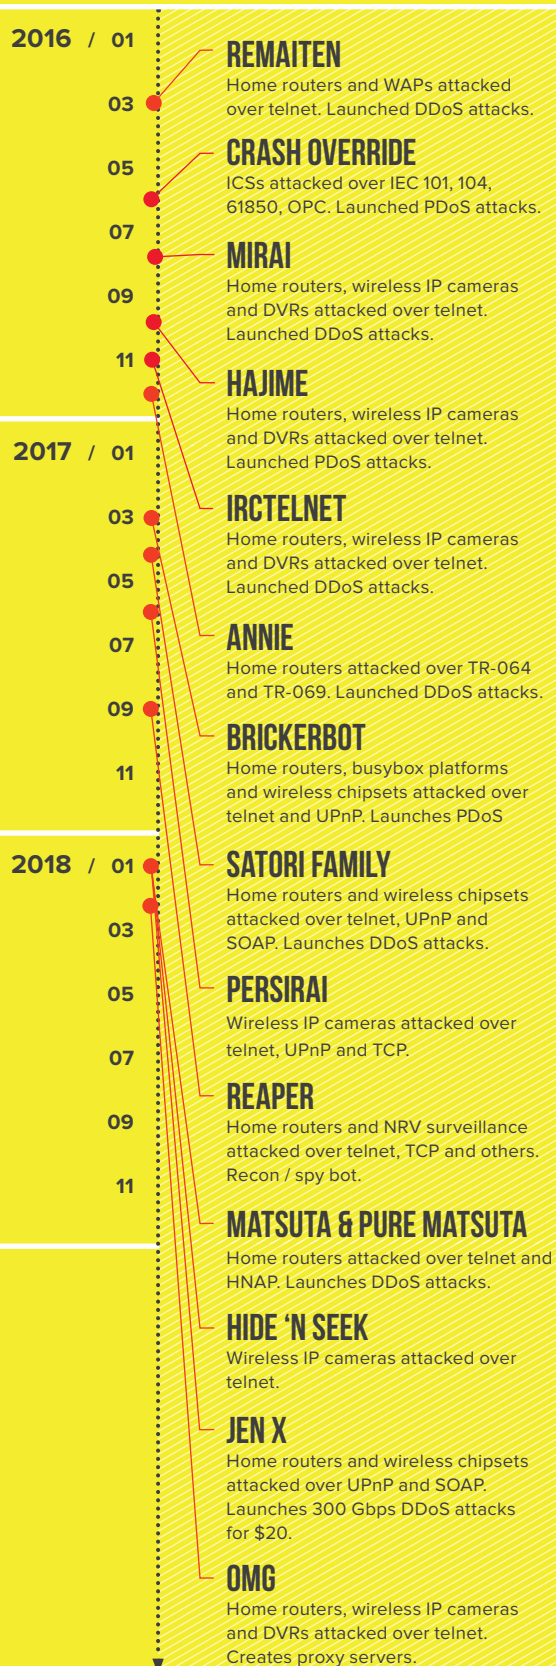 2016 / 01
03
05
07
09
11
2017 / 01
03
05
07
09
11
2018 / 01
03
05
07
09
11
REMAITEN
Home routers and WAPs attacked
over telnet. Launched DDoS attacks.
CRASH OVERRIDE
ICSs attacked over IEC 101, 104,
61850, OPC. Launched PDoS attacks.
MIRAI
Home routers, wireless IP cameras
and DVRs attacked over telnet.
Launched DDoS attacks.
HAJIME
Home routers, wireless IP cameras
and DVRs attacked over telnet.
Launched PDoS attacks.
IRCTELNET
Home routers, wireless IP cameras
and DVRs attacked over telnet.
Launched DDoS attacks.
ANNIE
Home routers attacked over TR-064
and TR-069. Launched DDoS attacks.
BRICKERBOT
Home routers, busybox platforms
and wireless chipsets attacked over
telnet and UPnP. Launches PDoS
SATORI FAMILY
Home routers and wireless chipsets
attacked over telnet, UPnP and
SOAP. Launches DDoS attacks.
PERSIRAI
Wireless IP cameras attacked over
telnet, UPnP and TCP.
REAPER
Home routers and NRV surveillance
attacked over telnet, TCP and others.
Recon / spy bot.
MATSUTA & PURE MATSUTA
Home routers attacked over telnet and
HNAP. Launches DDoS attacks.
HIDE ‘N SEEK
Wireless IP cameras attacked over
telnet.
JEN X
Home routers and wireless chipsets
attacked over UPnP and SOAP.
Launches 300 Gbps DDoS attacks
for $20.
OMG
Home routers, wireless IP cameras
and DVRs attacked over telnet.
Creates proxy servers.